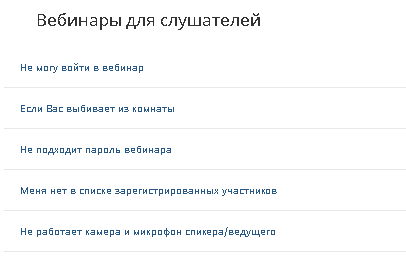 Вебинары для слушателей
Не могу войти в вебинар
Если Вас выбивает из комнаты
Не подходит пароль вебинара
Меня нет в списке зарегистрированных участников
Не работает камера и микрофон спикера/ведущего